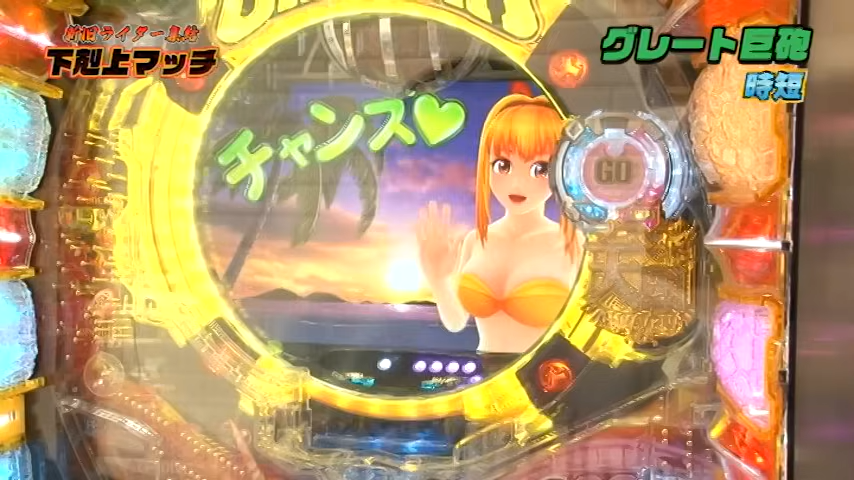 新旧ライダー集結
下剋上マッチ
グレート巨砲
時短
チャンス♥
GO